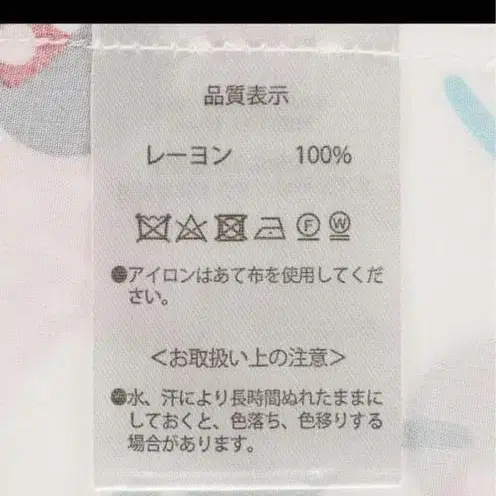 品質表示
レーヨン 100%
F W
●アイロンはあて布を使用してくだ
さい。
＜お取扱い上の注意＞
●水、汗により長時間ぬれたままに
しておくと、色落ち、色移りする
場合があります。